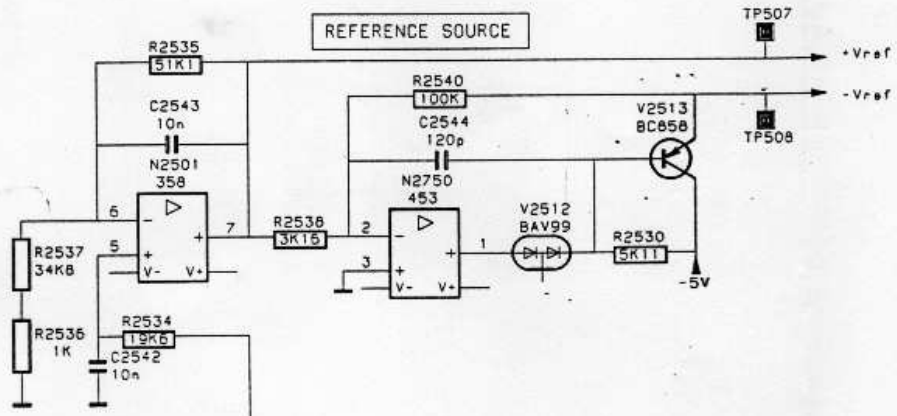 REFERENCE SOURCE
TP507
+Vref
R2535
51K1
R2540
100K
-Vref
C2543
10n
C2544
120p
V2513
BC858
TP508
N2501
358
N2750
453
6
-
7
R2538
3K16
2
-
V2512
BAV99
1
R2530
5K11
5
+
+
R2537
34K8
3
+
+
V-
V+
V-
V+
-5V
R2534
19K6
R2536
1K
C2542
10n